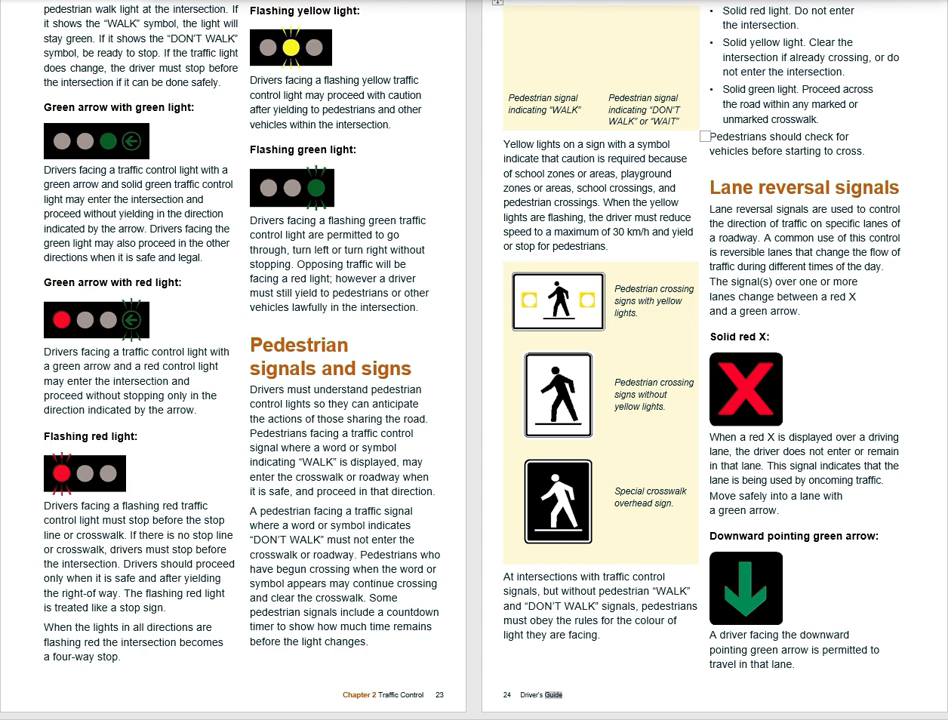 pedestrian walk light at the intersection. If
it shows the “WALK” symbol, the light will
stay green. If it shows the “DON’T WALK”
symbol, be ready to stop. If the traffic light
does change, the driver must stop before
the intersection if it can be done safely.
Green arrow with green light:
Drivers facing a traffic control light with a
green arrow and solid green traffic control
light may enter the intersection and
proceed without yielding in the direction
indicated by the arrow. Drivers facing the
green light may also proceed in the other
directions when it is safe and legal.
Green arrow with red light:
Drivers facing a traffic control light with
a green arrow and a red control light
may enter the intersection and
proceed without stopping only in the
direction indicated by the arrow.
Flashing red light:
Drivers facing a flashing red traffic
control light must stop before the stop
line or crosswalk. If there is no stop line
or crosswalk, drivers must stop before
the intersection. Drivers should proceed
only when it is safe and after yielding
the right-of way. The flashing red light
is treated like a stop sign.
When the lights in all directions are
flashing red the intersection becomes
a four-way stop.
Flashing yellow light:
Drivers facing a flashing yellow traffic
control light may proceed with caution
after yielding to pedestrians and other
vehicles within the intersection.
Flashing green light:
Drivers facing a flashing green traffic
control light are permitted to go
through, turn left or turn right without
stopping. Opposing traffic will be
facing a red light; however a driver
must still yield to pedestrians or other
vehicles lawfully in the intersection.
Pedestrian
signals and signs
Drivers must understand pedestrian
control lights so they can anticipate
the actions of those sharing the road.
Pedestrians facing a traffic control
signal where a word or symbol
indicating “WALK” is displayed, may
enter the crosswalk or roadway when
it is safe, and proceed in that direction.
A pedestrian facing a traffic signal
where a word or symbol indicates
“DON’T WALK” must not enter the
crosswalk or roadway. Pedestrians who
have begun crossing when the word or
symbol appears may continue crossing
and clear the crosswalk. Some
pedestrian signals include a countdown
timer to show how much time remains
before the light changes.
Chapter 2 Traffic Control 23
Pedestrian signal
indicating “WALK”
Pedestrian signal
indicating “DON’T
WALK” or “WAIT”
Yellow lights on a sign with a symbol
indicate that caution is required because
of school zones or areas, playground
zones or areas, school crossings, and
pedestrian crossings. When the yellow
lights are flashing, the driver must reduce
speed to a maximum of 30 km/h and yield
or stop for pedestrians.
Pedestrian crossing
signs with yellow
lights.
Pedestrian crossing
signs without
yellow lights.
Special crosswalk
overhead sign.
At intersections with traffic control
signals, but without pedestrian “WALK”
and “DON’T WALK” signals, pedestrians
must obey the rules for the colour of
light they are facing.
• Solid red light. Do not enter
the intersection.
• Solid yellow light. Clear the
intersection if already crossing, or do
not enter the intersection.
• Solid green light. Proceed across
the road within any marked or
unmarked crosswalk.
Pedestrians should check for
vehicles before starting to cross.
Lane reversal signals
Lane reversal signals are used to control
the direction of traffic on specific lanes of
a roadway. A common use of this control
is reversible lanes that change the flow of
traffic during different times of the day.
The signal(s) over one or more
lanes change between a red X
and a green arrow.
Solid red X:
X
When a red X is displayed over a driving
lane, the driver does not enter or remain
in that lane. This signal indicates that the
lane is being used by oncoming traffic.
Move safely into a lane with
a green arrow.
Downward pointing green arrow:
A driver facing the downward
pointing green arrow is permitted to
travel in that lane.
24 Driver’s Guide